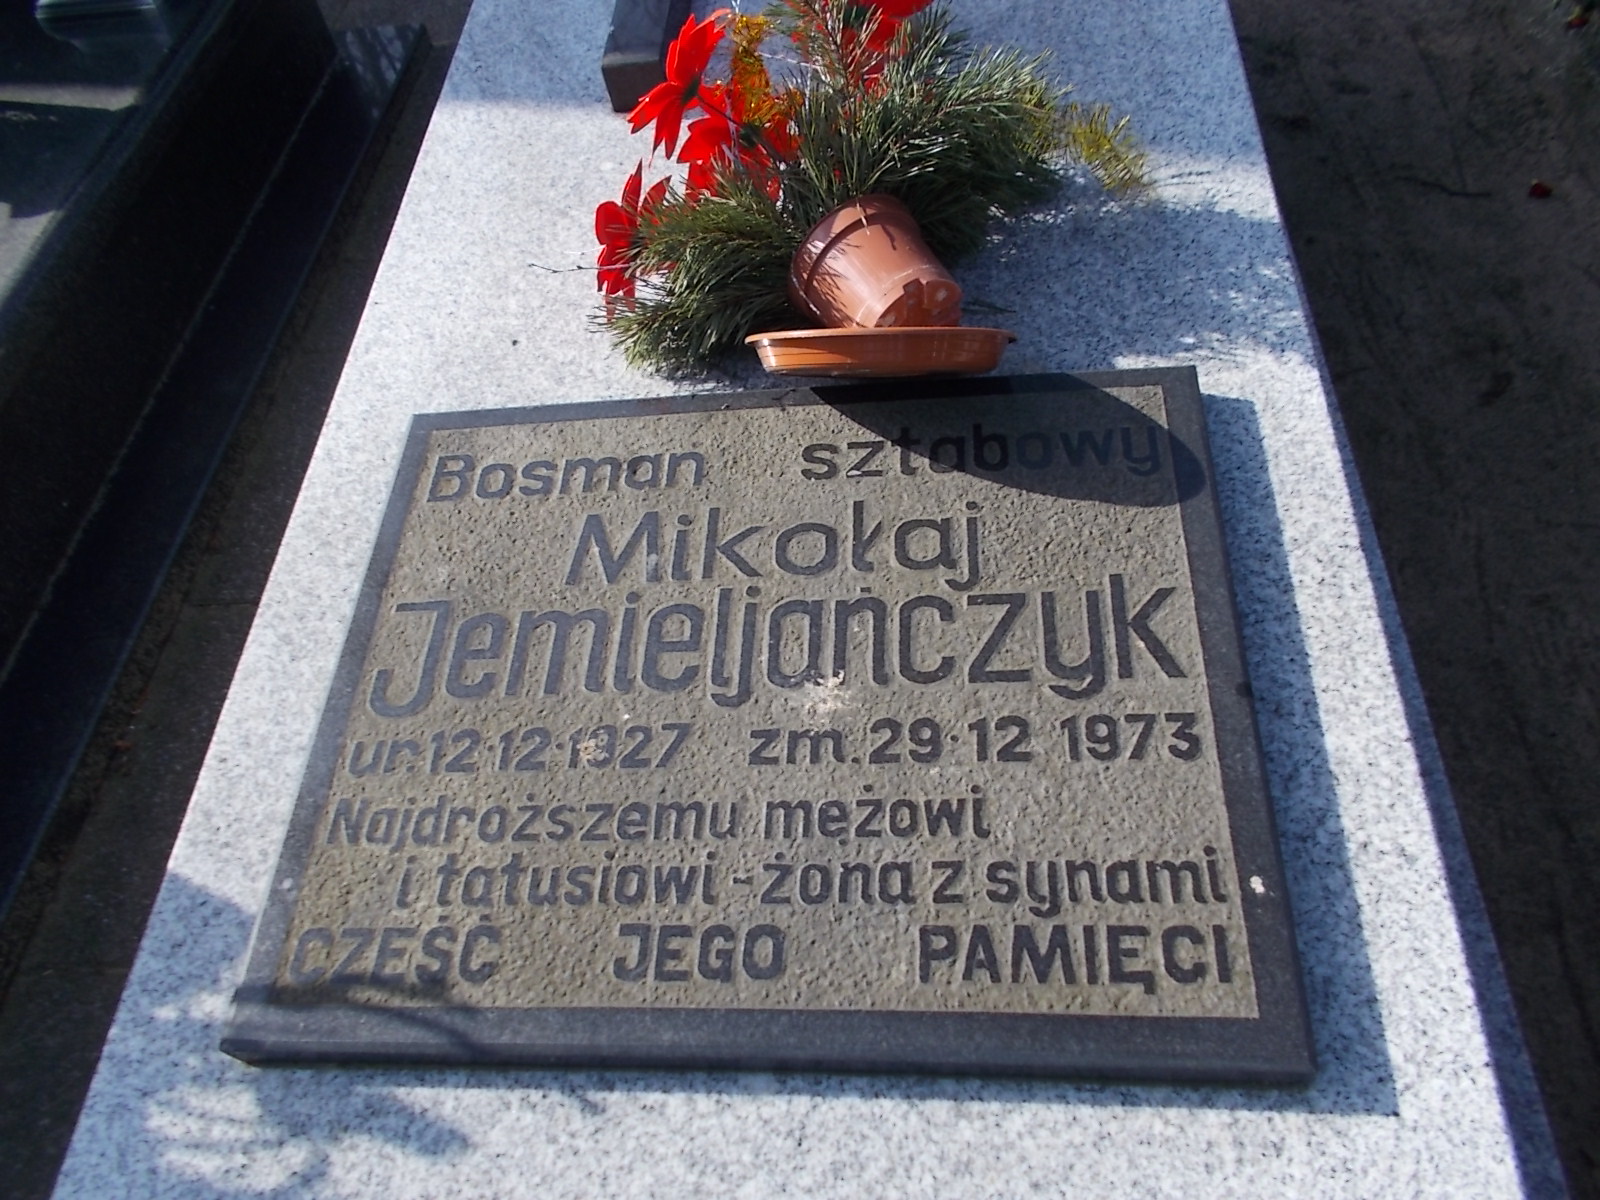 Bosman sztabowy
Mikołaj
Jemieljańczyk
ur. 12·12·1927 zm. 29·12 1973
Najdroższemu mężowi
i tatusiowi - żona z synami
CZEŚĆ JEGO PAMIĘCI